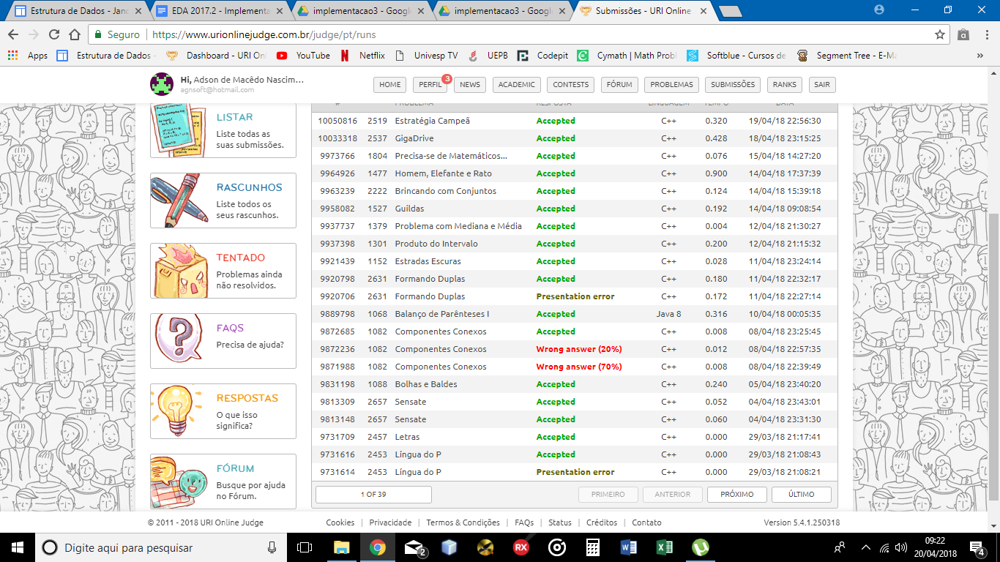 Estrutura de Dados - Janc
EDA 2017.2 - Implementa
implementacao3 - Google
implementacao3 - Google
Submissões - URI Online
Seguro https://www.urionlinejudge.com.br/judge/pt/runs
Apps Estrutura de Dados - Dashboard - URI Onl YouTube Netflix Univesp TV UEPB Codepit Cymath | Math Probl Softblue - Cursos de Segment Tree - E-Ma »
Hi, Adson de Macêdo Nascim...
agnsoft@hotmail.com
HOME PERFIL 3 NEWS ACADEMIC CONTESTS FÓRUM PROBLEMAS SUBMISSÕES RANKS SAIR
LISTAR
Liste todas as
suas submissões.
RASCUNHOS
Liste todos os
seus rascunhos.
TENTADO
Problemas ainda
não resolvidos.
FAQS
Precisa de ajuda?
RESPOSTAS
O que isso
significa?
FÓRUM
Busque por ajuda
no Fórum.
# PROBLEMA RESPOSTA LINGUAGEM TEMPO DATA
10050816 2519 Estratégia Campeã Accepted C++ 0.320 19/04/18 22:56:30
10033318 2537 GigaDrive Accepted C++ 0.428 18/04/18 23:15:25
9973766 1804 Precisa-se de Matemáticos... Accepted C++ 0.076 15/04/18 14:27:20
9964926 1477 Homem, Elefante e Rato Accepted C++ 0.900 14/04/18 17:37:39
9963239 2222 Brincando com Conjuntos Accepted C++ 0.124 14/04/18 15:39:18
9958082 1527 Guildas Accepted C++ 0.192 14/04/18 09:08:54
9937737 1379 Problema com Mediana e Média Accepted C++ 0.004 12/04/18 21:30:27
9937398 1301 Produto do Intervalo Accepted C++ 0.200 12/04/18 21:15:32
9921439 1152 Estradas Escuras Accepted C++ 0.028 11/04/18 23:24:14
9920798 2631 Formando Duplas Accepted C++ 0.180 11/04/18 22:32:17
9920706 2631 Formando Duplas Presentation error C++ 0.172 11/04/18 22:27:14
9889798 1068 Balanço de Parênteses I Accepted Java 8 0.316 10/04/18 00:05:35
9872685 1082 Componentes Conexos Accepted C++ 0.008 08/04/18 23:25:45
9872236 1082 Componentes Conexos Wrong answer (20%) C++ 0.012 08/04/18 22:57:35
9871988 1082 Componentes Conexos Wrong answer (70%) C++ 0.008 08/04/18 22:39:49
9831198 1088 Bolhas e Baldes Accepted C++ 0.240 05/04/18 23:40:20
9813309 2657 Sensate Accepted C++ 0.052 04/04/18 23:43:01
9813148 2657 Sensate Accepted C++ 0.060 04/04/18 23:31:30
9731709 2457 Letras Accepted C++ 0.000 29/03/18 21:17:41
9731616 2453 Língua do P Accepted C++ 0.000 29/03/18 21:08:43
9731614 2453 Língua do P Presentation error C++ 0.000 29/03/18 21:08:21
1 OF 39 PRIMEIRO ANTERIOR PRÓXIMO ÚLTIMO
© 2011 - 2018 URI Online Judge Cookies | Privacidade | Termos & Condições | FAQs | Status | Créditos | Contato Version 5.4.1.250318
Digite aqui para pesquisar
2
RX
09:22
20/04/2018
4